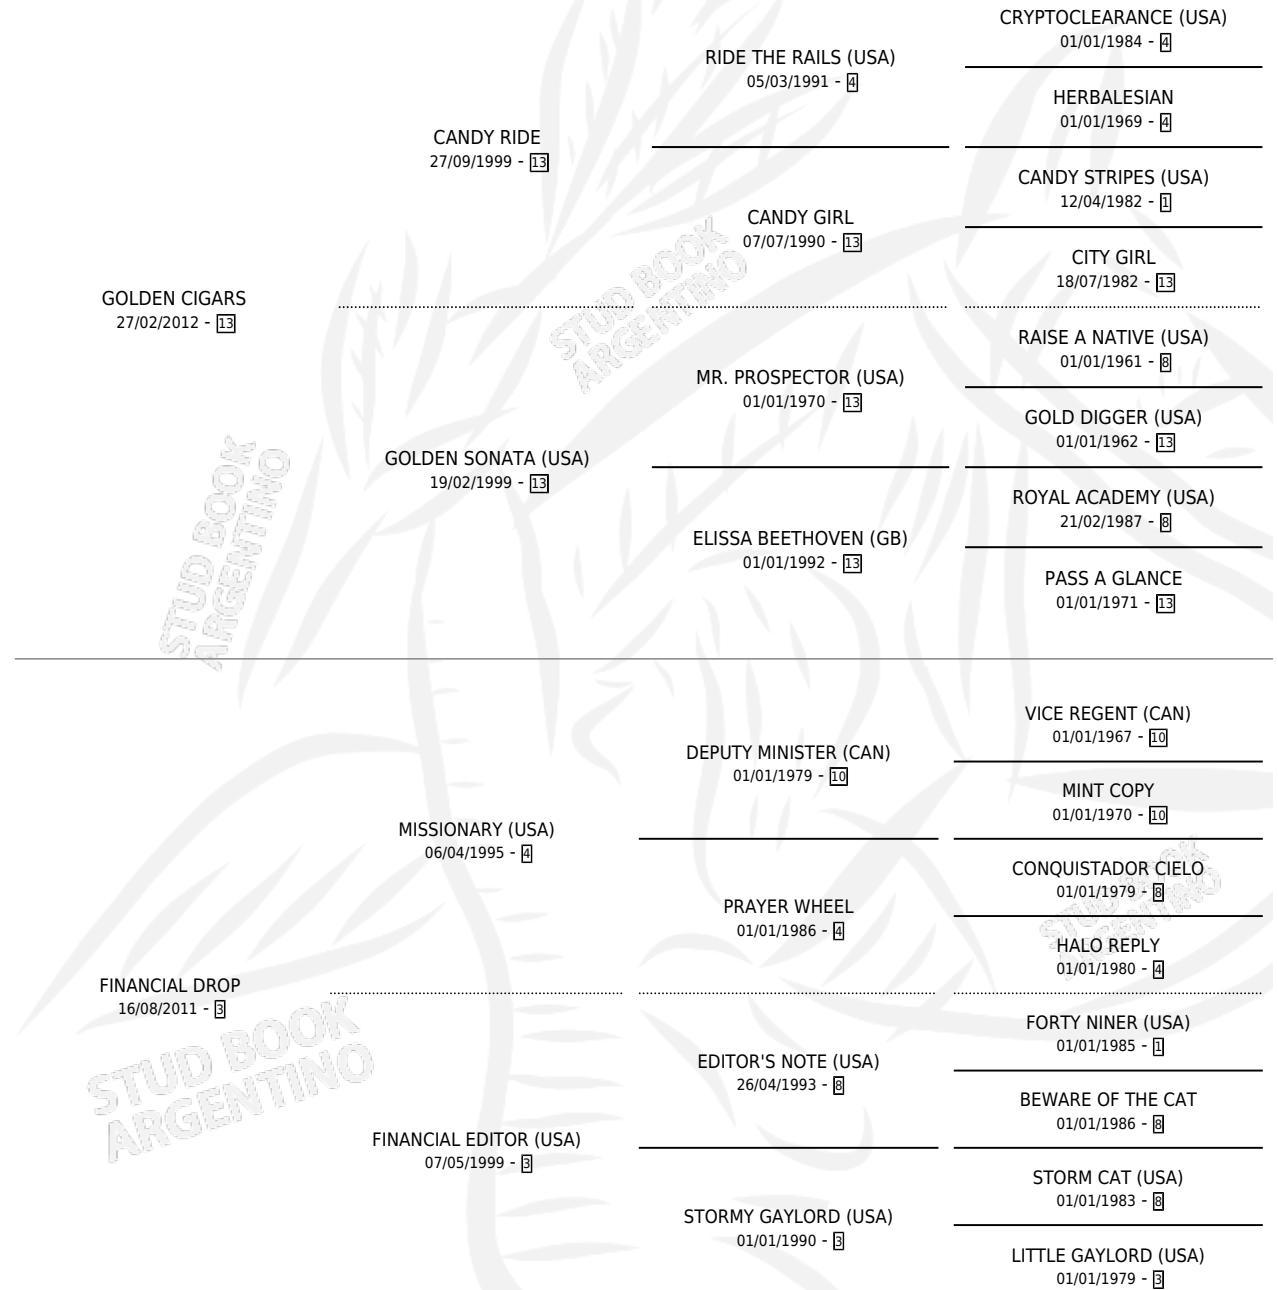 CRYPTOCLEARANCE (USA)
01/01/1984 - 4
RIDE THE RAILS (USA)
05/03/1991 - 4
HERBALESIAN
01/01/1969 - 4
CANDY RIDE
27/09/1999 - 13
CANDY STRIPES (USA)
12/04/1982 - 1
CANDY GIRL
07/07/1990 - 13
CITY GIRL
18/07/1982 - 13
GOLDEN CIGARS
27/02/2012 - 13
STUD BOOK
ARGENTINO
RAISE A NATIVE (USA)
01/01/1961 - 8
MR. PROSPECTOR (USA)
01/01/1970 - 13
GOLD DIGGER (USA)
01/01/1962 - 13
GOLDEN SONATA (USA)
19/02/1999 - 13
ROYAL ACADEMY (USA)
21/02/1987 - 8
ELISSA BEETHOVEN (GB)
01/01/1992 - 13
PASS A GLANCE
01/01/1971 - 13
STUD BOOK
ARGENTINO
VICE REGENT (CAN)
01/01/1967 - 10
DEPUTY MINISTER (CAN)
01/01/1979 - 10
MINT COPY
01/01/1970 - 10
MISSIONARY (USA)
06/04/1995 - 4
CONQUISTADOR CIELO
01/01/1979 - 8
PRAYER WHEEL
01/01/1986 - 4
HALO REPLY
01/01/1980 - 4
STUD BOOK
ARGENTINO
FINANCIAL DROP
16/08/2011 - 3
STUD BOOK
ARGENTINO
FORTY NINER (USA)
01/01/1985 - 1
EDITOR'S NOTE (USA)
26/04/1993 - 8
BEWARE OF THE CAT
01/01/1986 - 8
FINANCIAL EDITOR (USA)
07/05/1999 - 3
STORM CAT (USA)
01/01/1983 - 8
STORMY GAYLORD (USA)
01/01/1990 - 3
LITTLE GAYLORD (USA)
01/01/1979 - 3